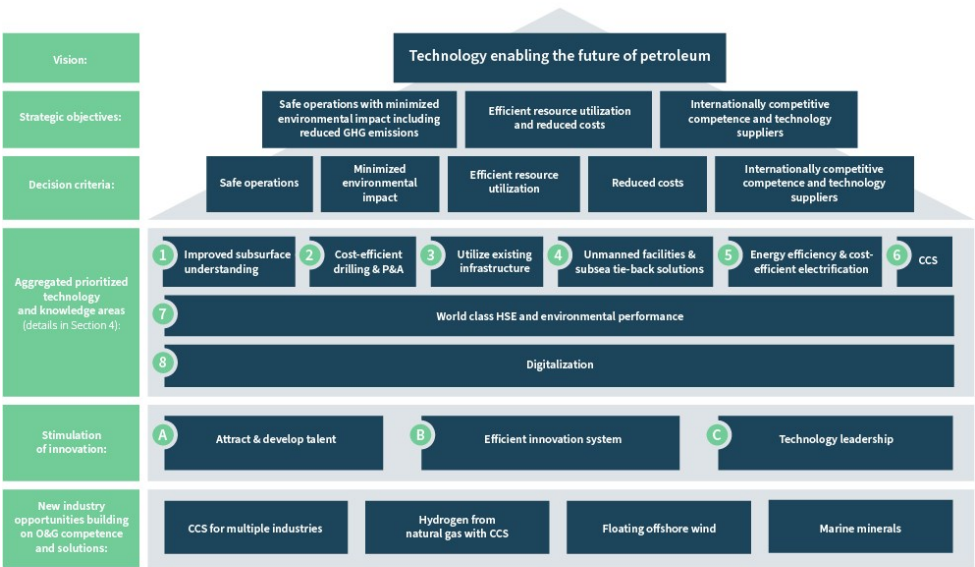 Vision:
Technology enabling the future of petroleum
Strategic objectives:
Safe operations with minimized
environmental impact including
reduced GHG emissions
Efficient resource utilization
and reduced costs
Internationally competitive
competence and technology
suppliers
Decision criteria:
Safe operations
Minimized
environmental
impact
Efficient resource
utilization
Reduced costs
Internationally competitive
competence and technology
suppliers
Aggregated prioritized
technology
and knowledge areas
(details in Section 4):
1
Improved subsurface
understanding
2
Cost-efficient
drilling & P&A
3
Utilize existing
infrastructure
4
Unmanned facilities &
subsea tie-back solutions
5
Energy efficiency & cost-
efficient electrification
6
CCS
7
World class HSE and environmental performance
8
Digitalization
Stimulation
of innovation:
A
Attract & develop talent
B
Efficient innovation system
C
Technology leadership
New industry
opportunities building
on O&G competence
and solutions:
CCS for multiple industries
Hydrogen from
natural gas with CCS
Floating offshore wind
Marine minerals